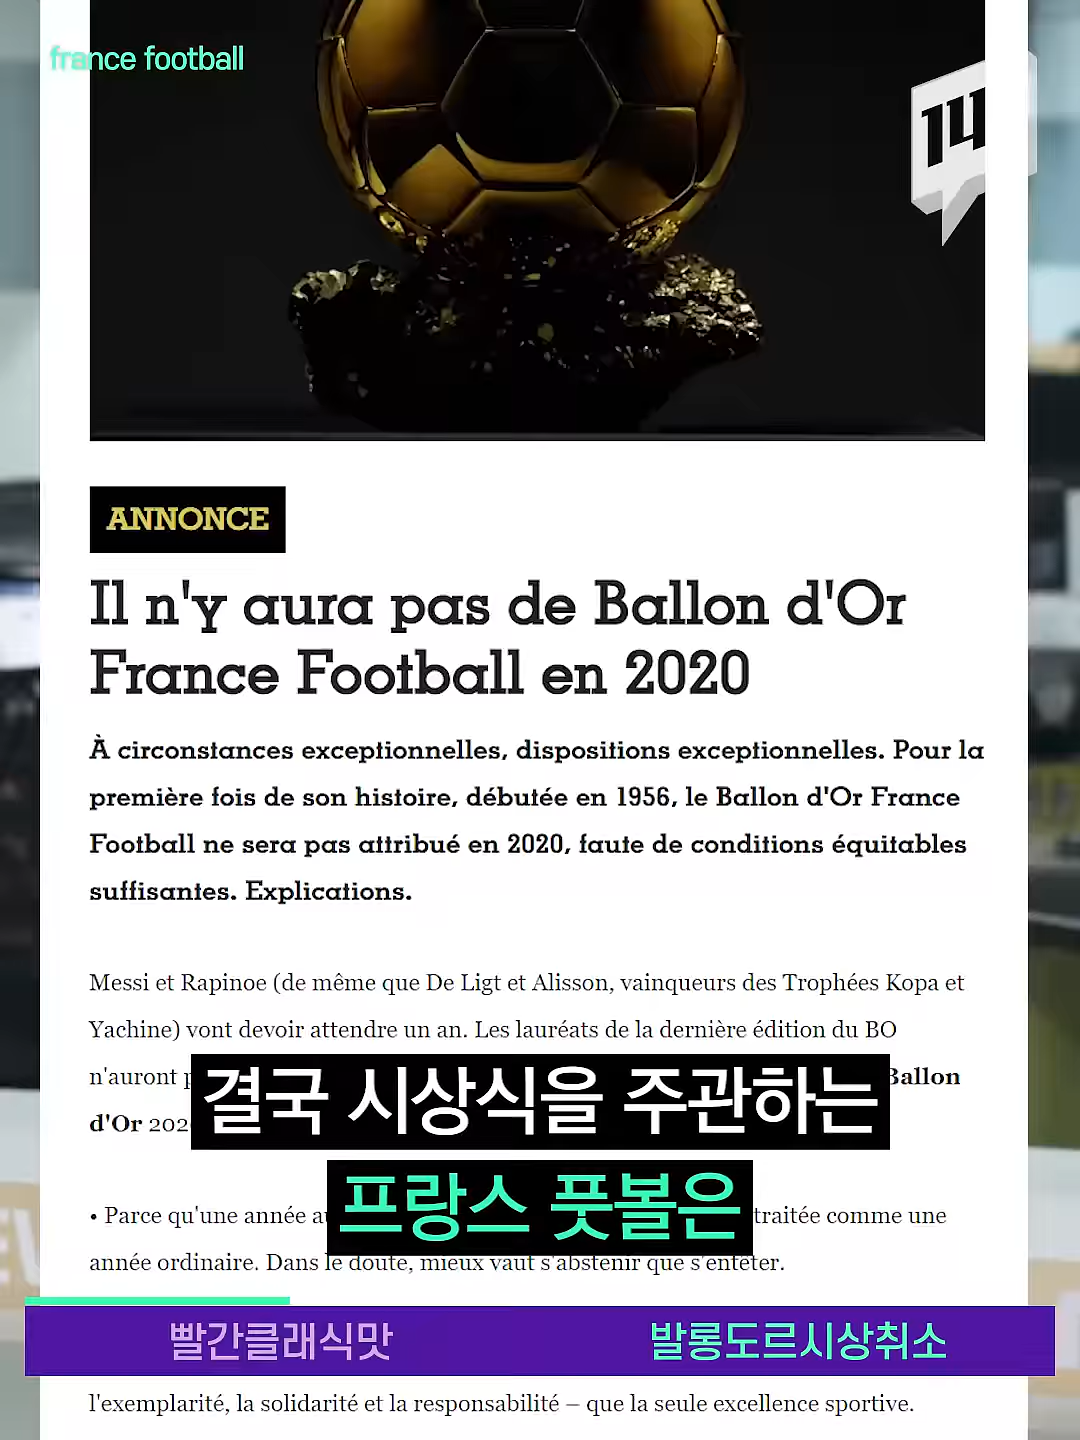 france football
14
ANNONCE
Il n'y aura pas de Ballon d'Or
France Football en 2020
À circonstances exceptionnelles, dispositions exceptionnelles. Pour la
première fois de son histoire, débutée en 1956, le Ballon d'Or France
Football ne sera pas attribué en 2020, faute de conditions équitables
suffisantes. Explications.
Messi et Rapinoe (de même que De Ligt et Alisson, vainqueurs des Trophées Kopa et
Yachine) vont devoir attendre un an. Les lauréats de la dernière édition du BO
n'auront Ballon
d'Or
결국 시상식을 주관하는
프랑스 풋볼은
• Parce qu'une année traitée comme une
année ordinaire. Dans le doute, mieux vaut s'abstenir que s'entêter.
빨간클래식맛 발롱도르시상취소
l'exemplarité, la solidarité et la responsabilité – que la seule excellence sportive.